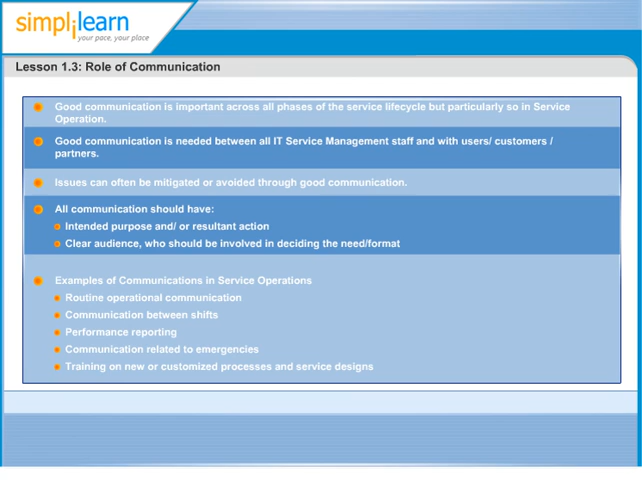 simplilearn
your pace, your place
Lesson 1.3: Role of Communication
Good communication is important across all phases of the service lifecycle but particularly so in Service
Operation.
Good communication is needed between all IT Service Management staff and with users/ customers /
partners.
Issues can often be mitigated or avoided through good communication.
All communication should have:
Intended purpose and/ or resultant action
Clear audience, who should be involved in deciding the need/format
Examples of Communications in Service Operations
Routine operational communication
Communication between shifts
Performance reporting
Communication related to emergencies
Training on new or customized processes and service designs